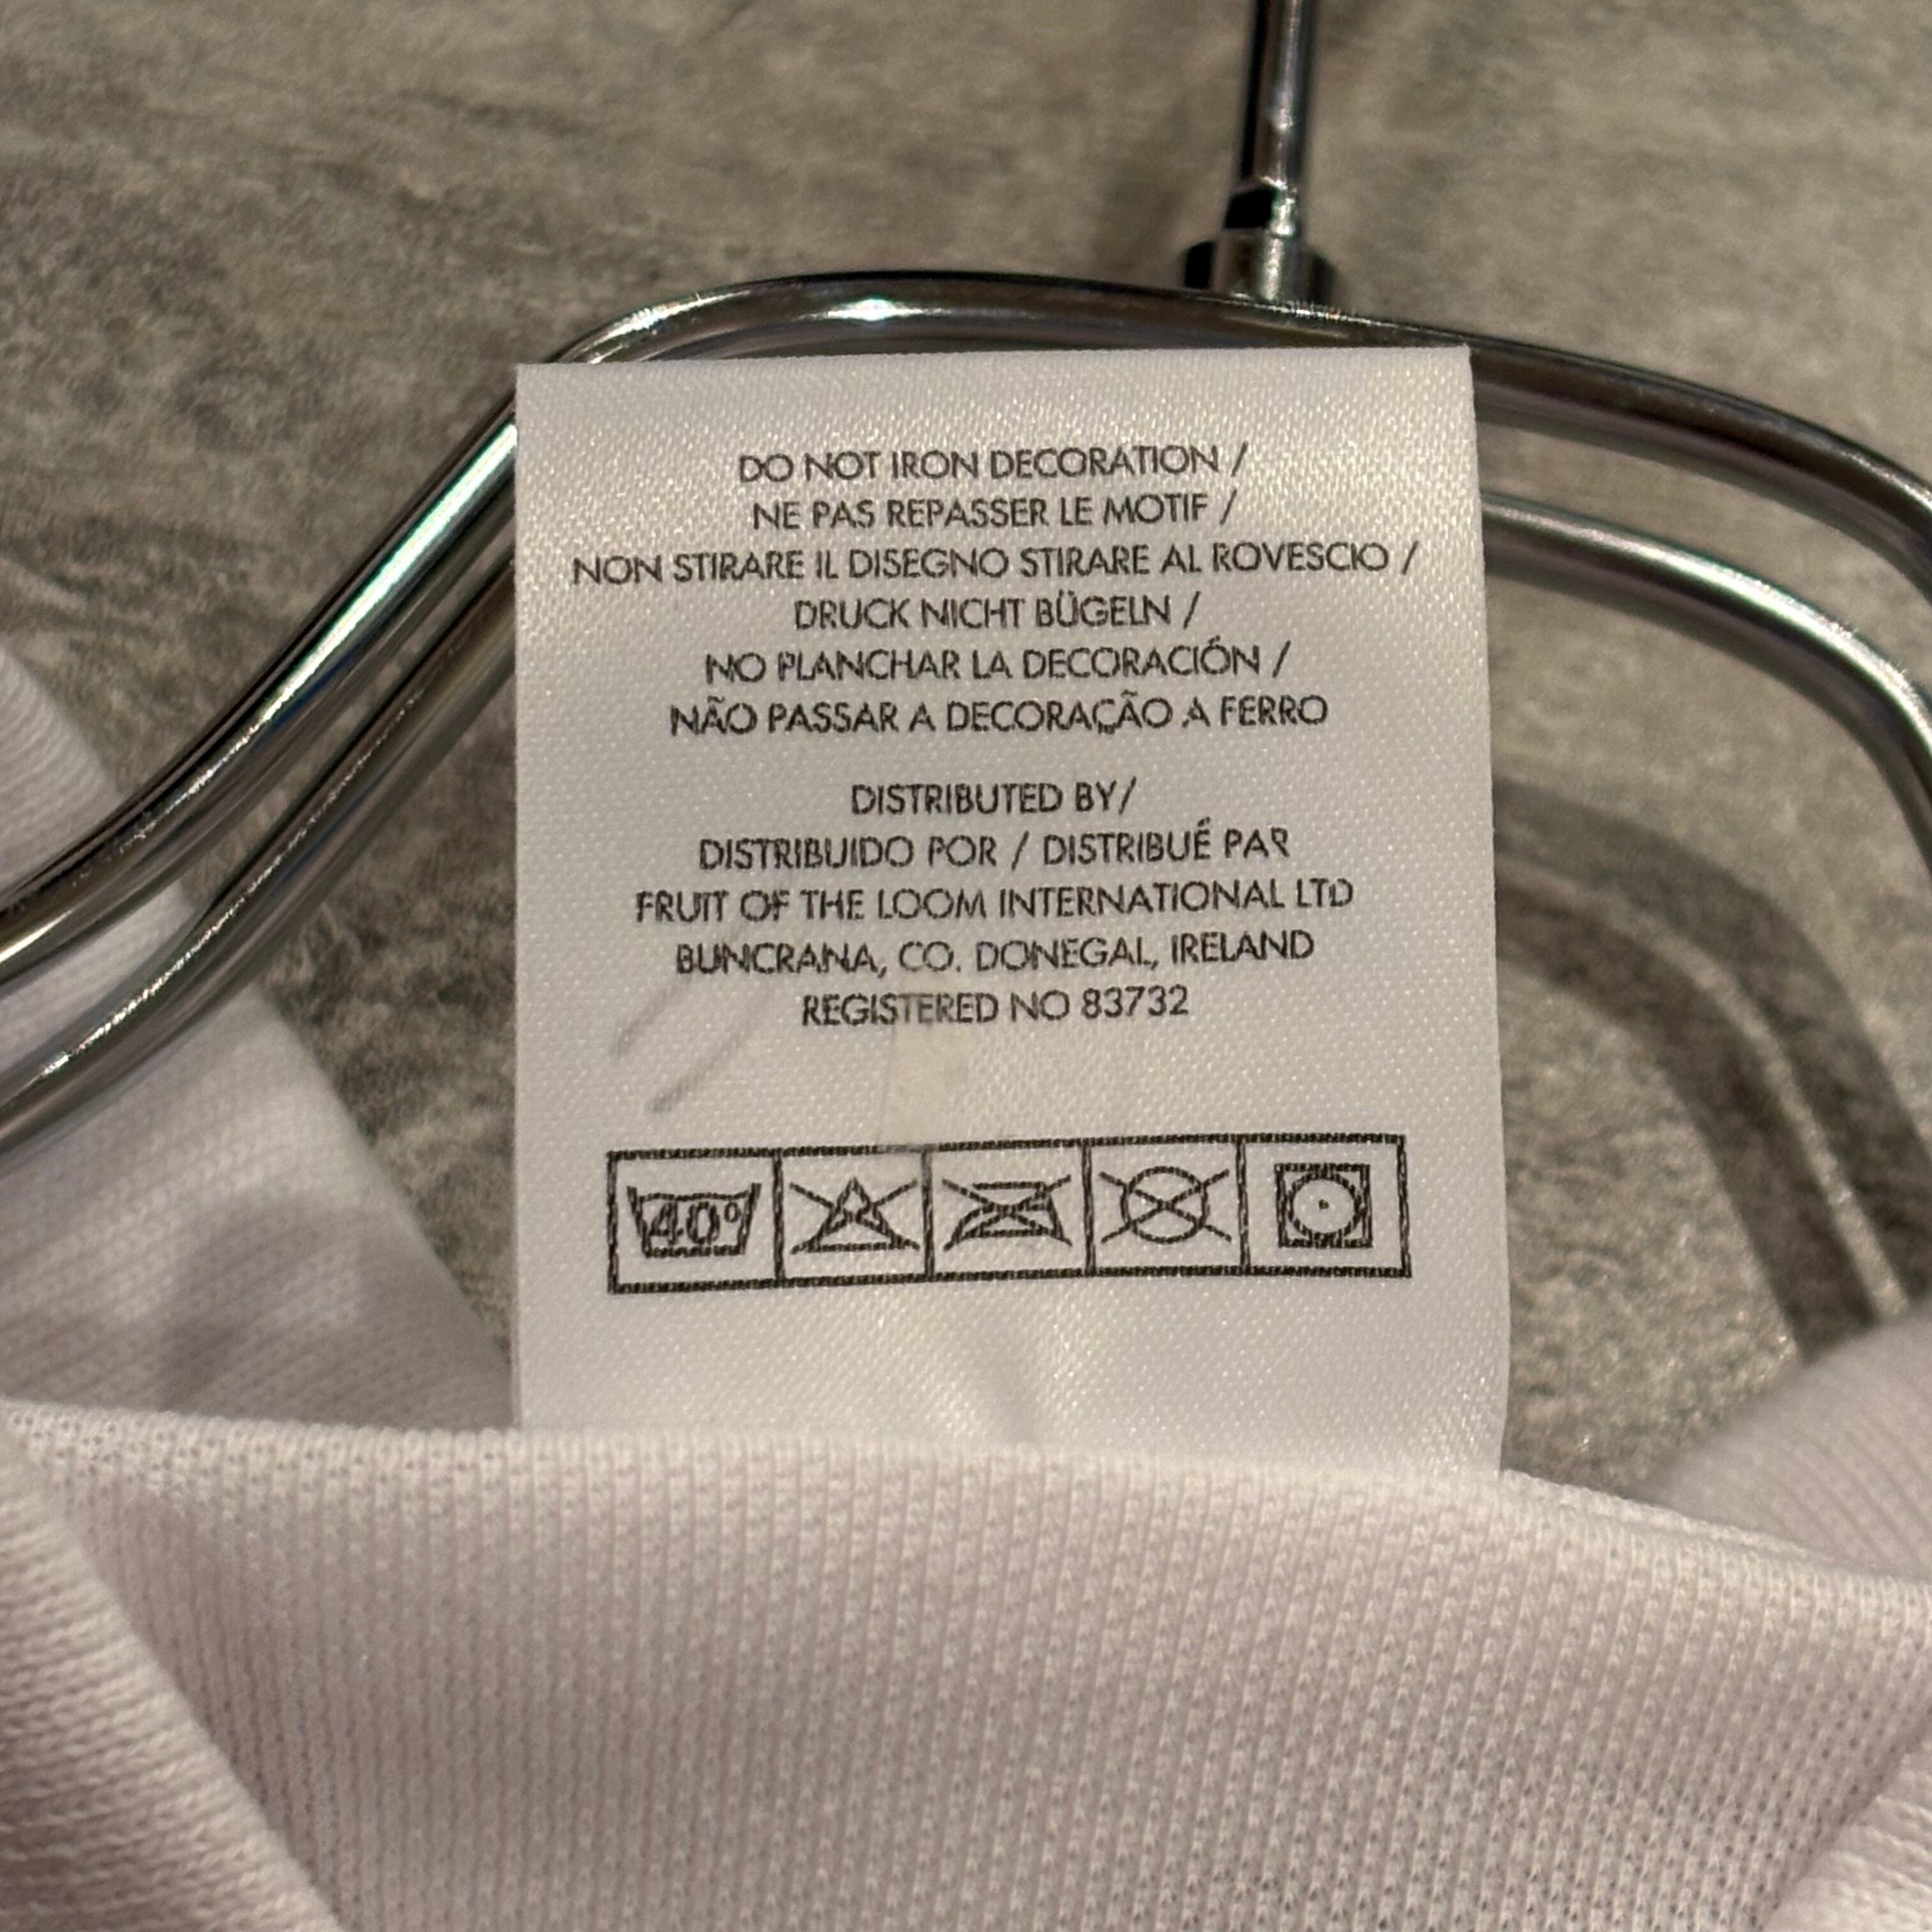 DO NOT IRON DECORATION /
NE PAS REPASSER LE MOTIF /
NON STIRARE IL DISEGNO STIRARE AL ROVESCIO /
DRUCK NICHT BÜGELN /
NO PLANCHAR LA DECORACIÓN /
NÃO PASSAR A DECORAÇÃO A FERRO
DISTRIBUTED BY/
DISTRIBUIDO POR / DISTRIBUÉ PAR
FRUIT OF THE LOOM INTERNATIONAL LTD
BUNCRANA, CO. DONEGAL, IRELAND
REGISTERED NO 83732
40°